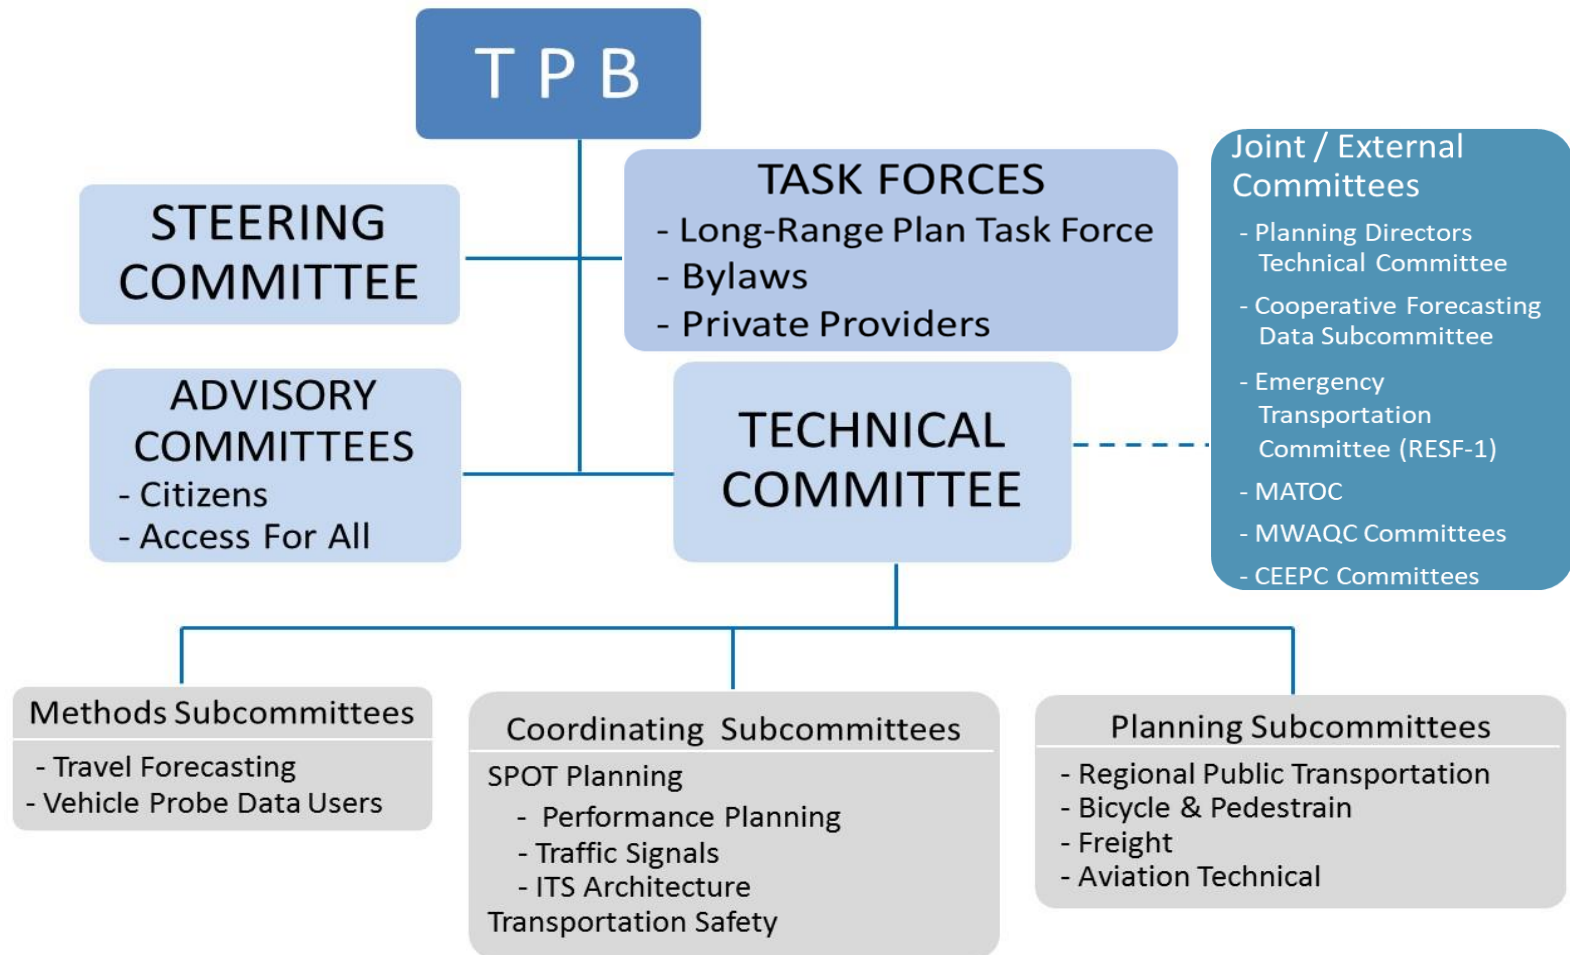 T P B
STEERING
COMMITTEE
TASK FORCES
- Long-Range Plan Task Force
- Bylaws
- Private Providers
Joint / External
Committees
- Planning Directors
Technical Committee
- Cooperative Forecasting
Data Subcommittee
- Emergency
Transportation
Committee (RESF-1)
- MATOC
- MWAQC Committees
- CEEPC Committees
ADVISORY
COMMITTEES
- Citizens
- Access For All
TECHNICAL
COMMITTEE
Methods Subcommittees
- Travel Forecasting
- Vehicle Probe Data Users
Coordinating Subcommittees
SPOT Planning
- Performance Planning
- Traffic Signals
- ITS Architecture
Transportation Safety
Planning Subcommittees
- Regional Public Transportation
- Bicycle & Pedestrain
- Freight
- Aviation Technical